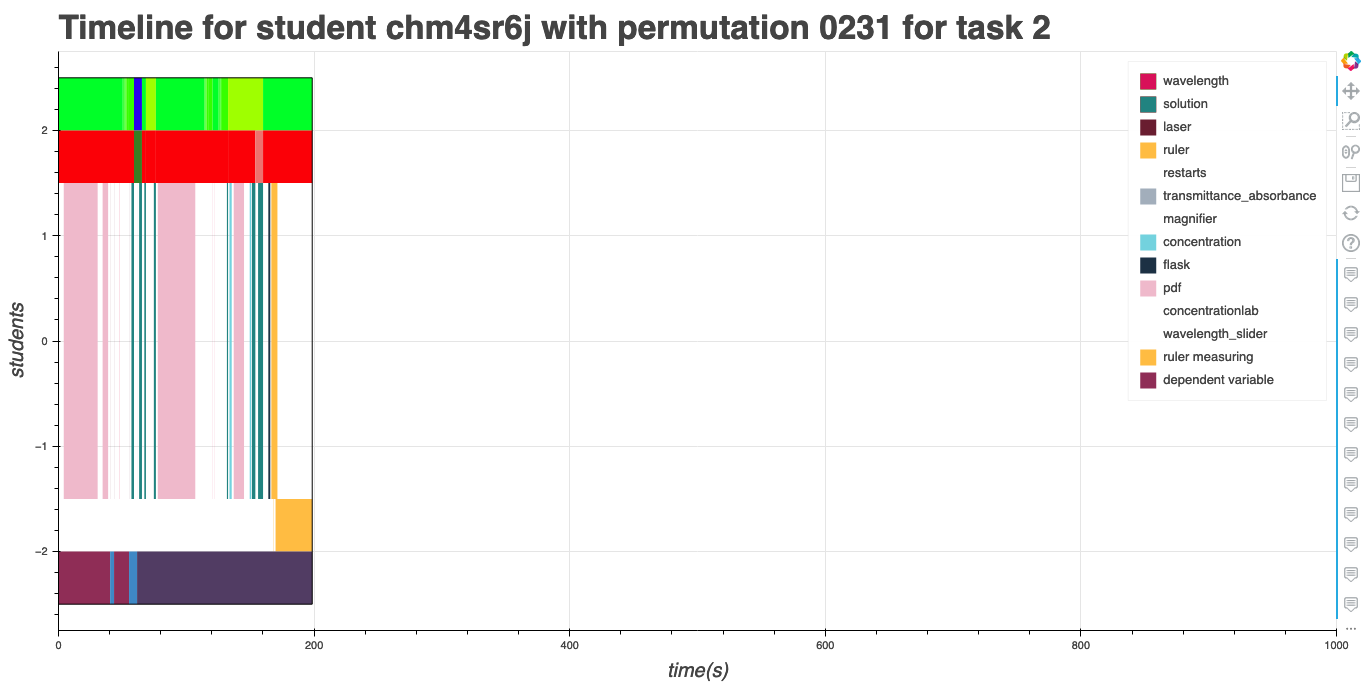 Timeline for student chm4sr6j with permutation 0231 for task 2
wavelength
solution
laser
ruler
restarts
transmittance_absorbance
magnifier
concentration
flask
pdf
concentrationlab
wavelength_slider
ruler measuring
dependent variable
students
2
1
0
−1
−2
0
200
400
600
800
1000
time(s)